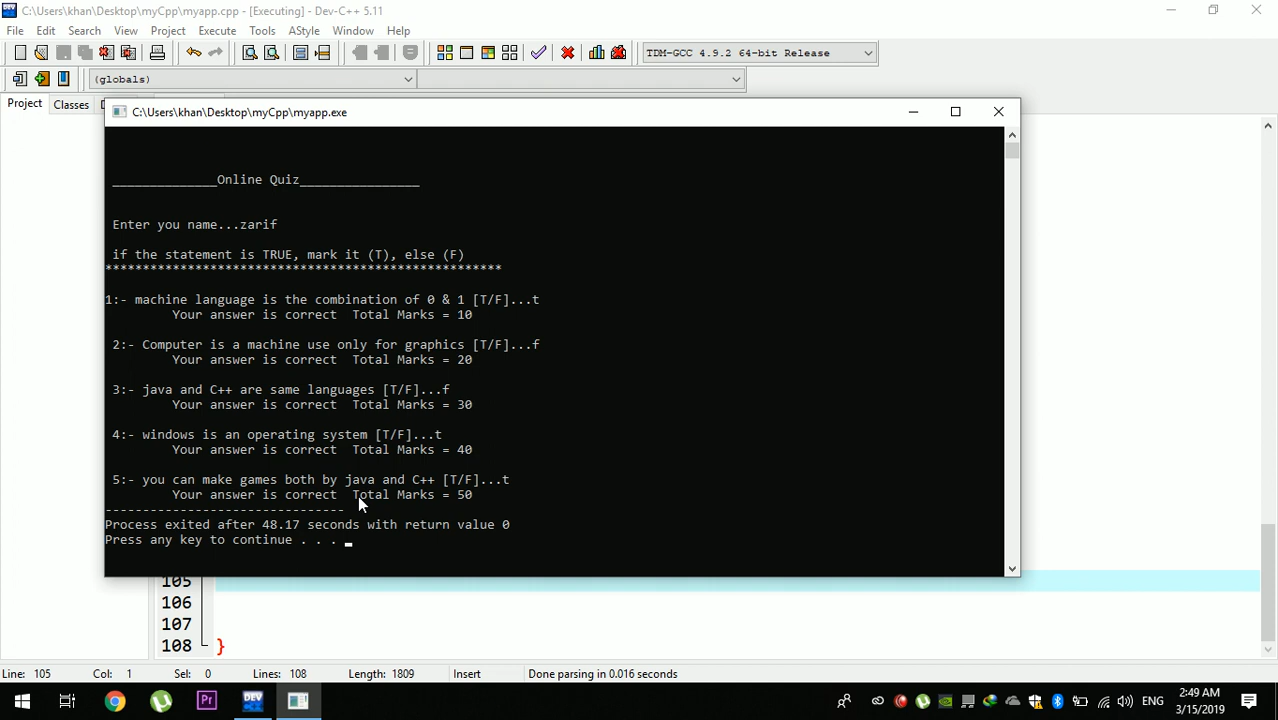 C:\Users\khan\Desktop\myCpp\myapp.cpp - [Executing] - Dev-C++ 5.11
File Edit Search View Project Execute Tools AStyle Window Help
TDM-GCC 4.9.2 64-bit Release
(globals)
Project Classes D
C:\Users\khan\Desktop\myCpp\myapp.exe
______________Online Quiz________________
Enter you name...zarif
if the statement is TRUE, mark it (T), else (F)
*****************************************************
1:- machine language is the combination of 0 & 1 [T/F]...t
Your answer is correct Total Marks = 10
2:- Computer is a machine use only for graphics [T/F]...f
Your answer is correct Total Marks = 20
3:- java and C++ are same languages [T/F]...f
Your answer is correct Total Marks = 30
4:- windows is an operating system [T/F]...t
Your answer is correct Total Marks = 40
5:- you can make games both by java and C++ [T/F]...t
Your answer is correct Total Marks = 50
--------------------------------
Process exited after 48.17 seconds with return value 0
Press any key to continue . . .
105
106
107
108 }
Line: 105 Col: 1 Sel: 0 Lines: 108 Length: 1809 Insert Done parsing in 0.016 seconds
DEV Pr DEV ENG 2:49 AM
3/15/2019